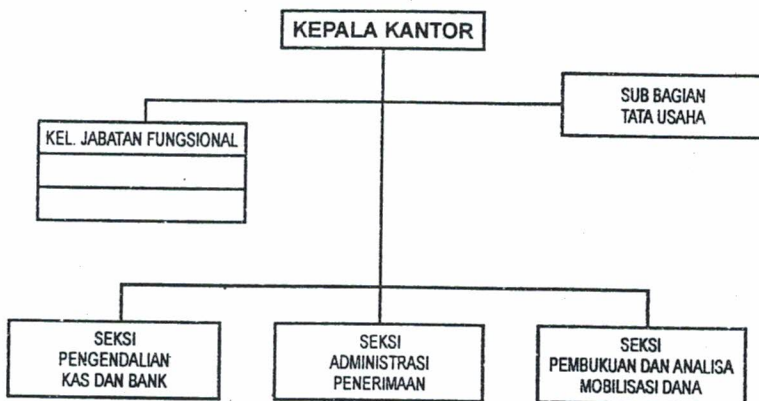 KEPALA KANTOR
SUB BAGIAN
TATA USAHA
KEL. JABATAN FUNGSIONAL
SEKSI
PENGENDALIAN
KAS DAN BANK
SEKSI
ADMINISTRASI
PENERIMAAN
SEKSI
PEMBUKUAN DAN ANALISA
MOBILISASI DANA